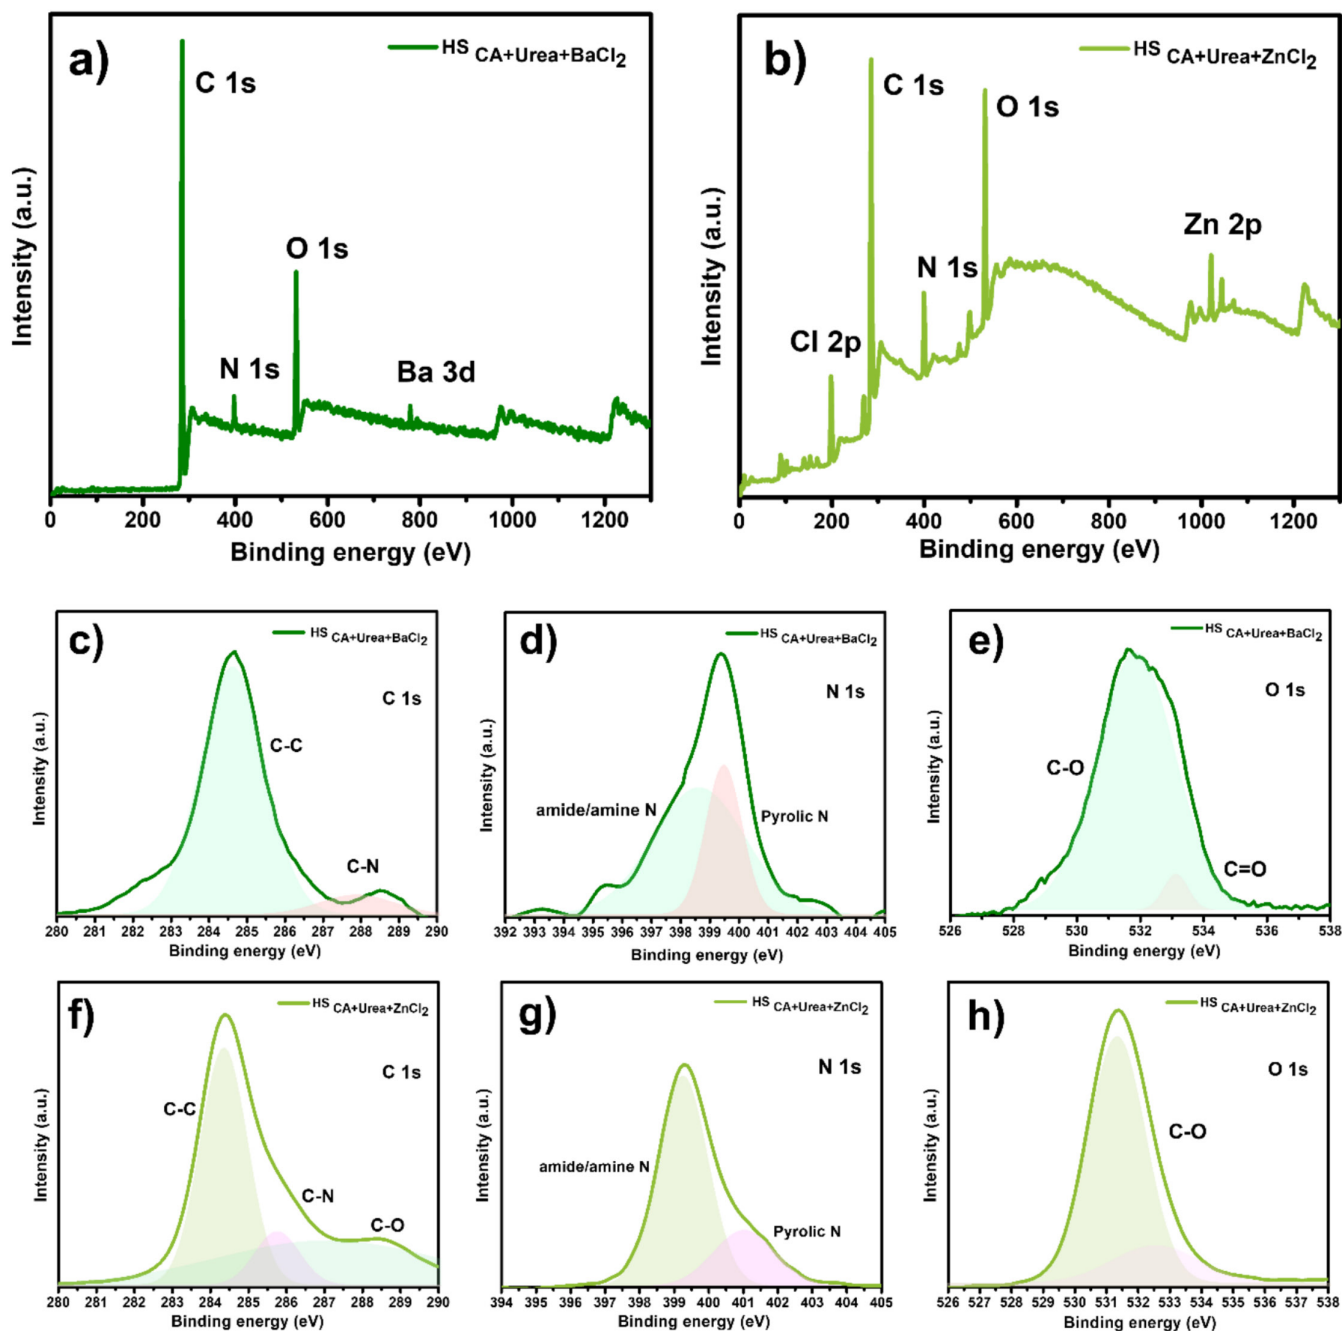 a)
HS CA+Urea+BaCl2
C 1s
O 1s
N 1s
Ba 3d
Intensity (a.u.)
0 200 400 600 800 1000 1200
Binding energy (eV)
b)
HS CA+Urea+ZnCl2
C 1s
O 1s
Zn 2p
N 1s
Cl 2p
Intensity (a.u.)
0 200 400 600 800 1000 1200
Binding energy (eV)
c)
HS CA+Urea+BaCl2
C 1s
C-C
C-N
Intensity (a.u.)
280 281 282 283 284 285 286 287 288 289 290
Binding energy (eV)
d)
HS CA+Urea+BaCl2
N 1s
amide/amine N
Pyrolic N
Intensity (a.u.)
392 393 394 395 396 397 398 399 400 401 402 403 404 405
Binding energy (eV)
e)
HS CA+Urea+BaCl2
O 1s
C-O
C=O
Intensity (a.u.)
526 528 530 532 534 536 538
Binding energy (eV)
f)
HS CA+Urea+ZnCl2
C 1s
C-C
C-N
C-O
Intensity (a.u.)
280 281 282 283 284 285 286 287 288 289 290
Binding energy (eV)
g)
HS CA+Urea+ZnCl2
N 1s
amide/amine N
Pyrolic N
Intensity (a.u.)
394 395 396 397 398 399 400 401 402 403 404 405
Binding energy (eV)
h)
HS CA+Urea+ZnCl2
O 1s
C-O
Intensity (a.u.)
526 527 528 529 530 531 532 533 534 535 536 537 538
Binding energy (eV)